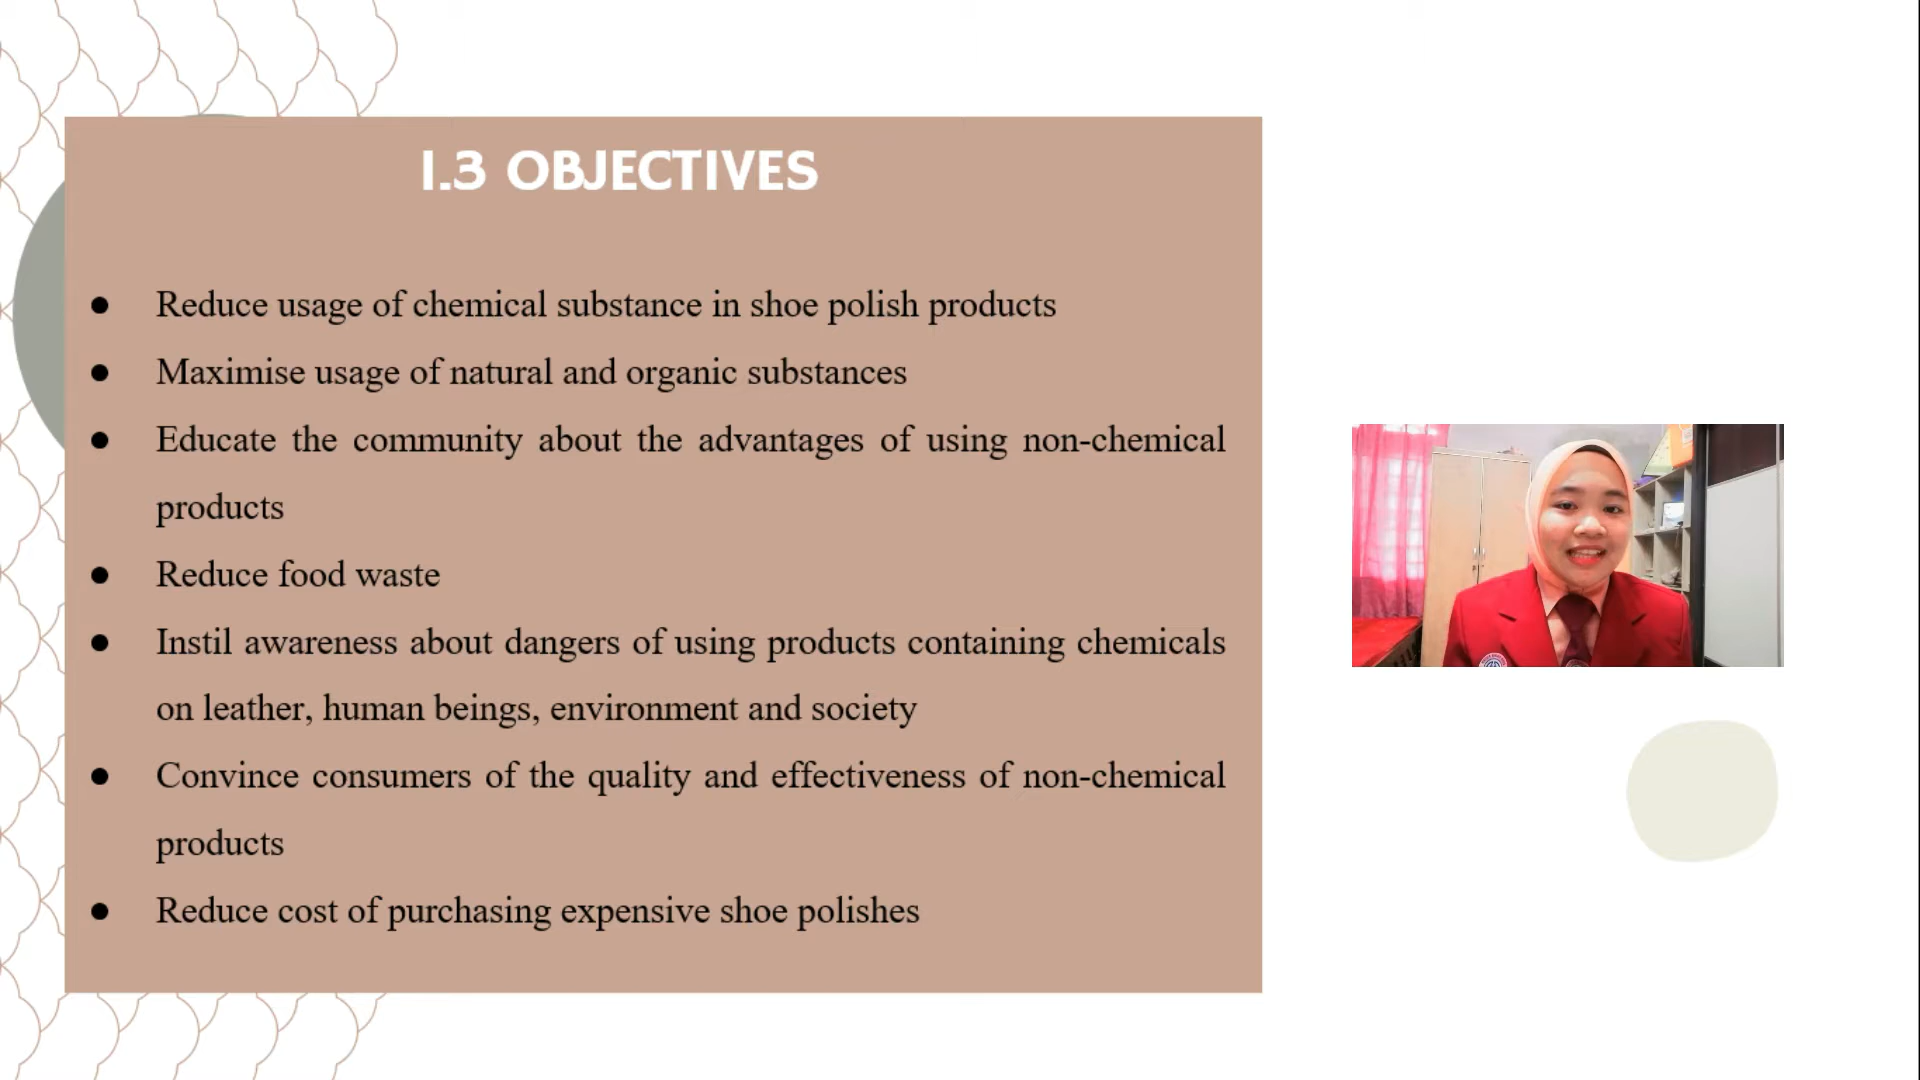 1.3 OBJECTIVES
● Reduce usage of chemical substance in shoe polish products
● Maximise usage of natural and organic substances
● Educate the community about the advantages of using non-chemical
products
● Reduce food waste
● Instil awareness about dangers of using products containing chemicals
on leather, human beings, environment and society
● Convince consumers of the quality and effectiveness of non-chemical
products
● Reduce cost of purchasing expensive shoe polishes